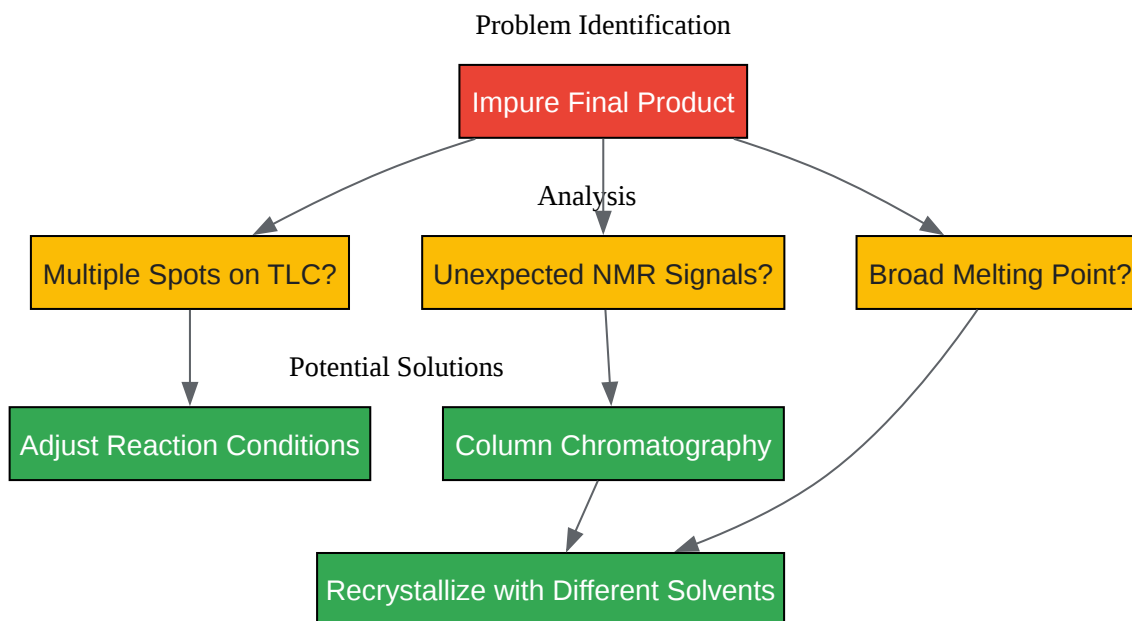 Problem Identification
Impure Final Product
Analysis
Multiple Spots on TLC?
Unexpected NMR Signals?
Broad Melting Point?
Potential Solutions
Adjust Reaction Conditions
Column Chromatography
Recrystallize with Different Solvents